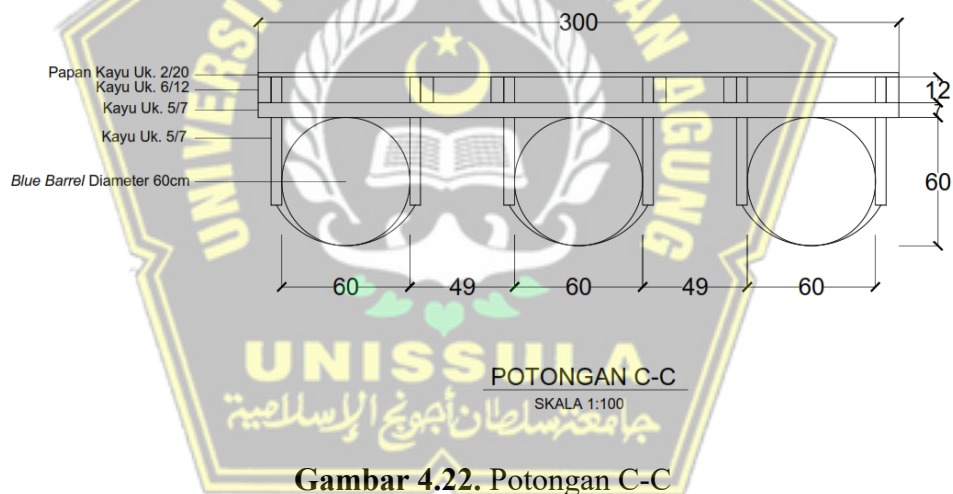 300
Papan Kayu Uk. 2/20
Kayu Uk. 6/12
Kayu Uk. 5/7
Kayu Uk. 5/7
Blue Barrel Diameter 60cm
12
7
60
60 49 60 49 60
UNISSULA
جامعة سلطان أجونج الإسلامية
POTONGAN C-C
SKALA 1:100
Gambar 4.22. Potongan C-C